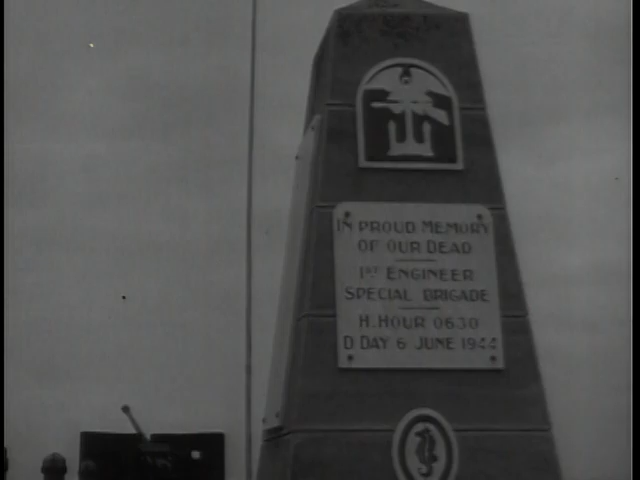 IN PROUD MEMORY
OF OUR DEAD
1ST ENGINEER
SPECIAL BRIGADE
H.HOUR 0630
D DAY 6 JUNE 1944